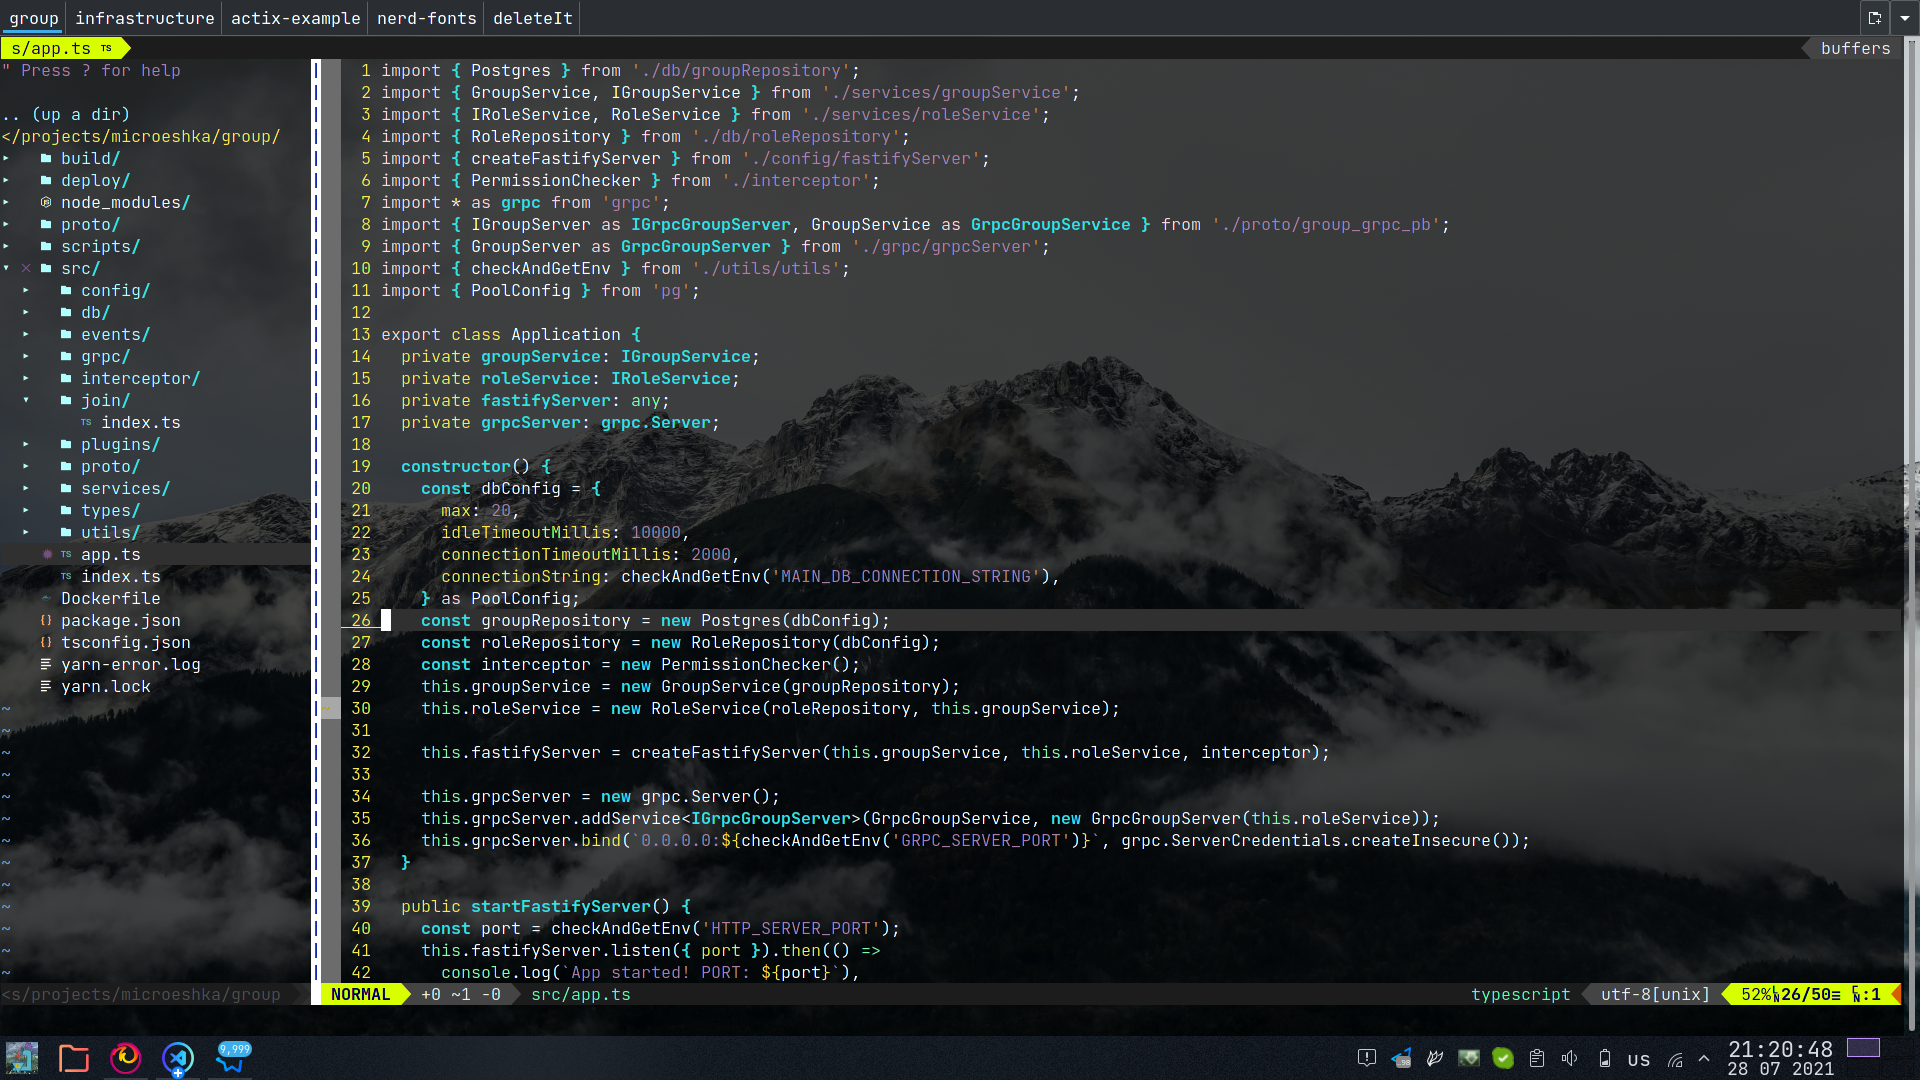 group infrastructure actix-example nerd-fonts deleteIt
s/app.ts TS buffers
" Press ? for help
.. (up a dir)
</projects/microeshka/group/
build/
deploy/
node_modules/
proto/
scripts/
src/
config/
db/
events/
grpc/
interceptor/
join/
TS index.ts
plugins/
proto/
services/
types/
utils/
TS app.ts
TS index.ts
Dockerfile
{} package.json
{} tsconfig.json
yarn-error.log
yarn.lock
~
~
~
~
~
~
~
~
~
~
~
~
~
<s/projects/microeshka/group
1 import { Postgres } from './db/groupRepository';
2 import { GroupService, IGroupService } from './services/groupService';
3 import { IRoleService, RoleService } from './services/roleService';
4 import { RoleRepository } from './db/roleRepository';
5 import { createFastifyServer } from './config/fastifyServer';
6 import { PermissionChecker } from './interceptor';
7 import * as grpc from 'grpc';
8 import { IGroupServer as IGrpcGroupServer, GroupService as GrpcGroupService } from './proto/group_grpc_pb';
9 import { GroupServer as GrpcGroupServer } from './grpc/grpcServer';
10 import { checkAndGetEnv } from './utils/utils';
11 import { PoolConfig } from 'pg';
12
13 export class Application {
14 private groupService: IGroupService;
15 private roleService: IRoleService;
16 private fastifyServer: any;
17 private grpcServer: grpc.Server;
18
19 constructor() {
20 const dbConfig = {
21 max: 20,
22 idleTimeoutMillis: 10000,
23 connectionTimeoutMillis: 2000,
24 connectionString: checkAndGetEnv('MAIN_DB_CONNECTION_STRING'),
25 } as PoolConfig;
26 const groupRepository = new Postgres(dbConfig);
27 const roleRepository = new RoleRepository(dbConfig);
28 const interceptor = new PermissionChecker();
29 this.groupService = new GroupService(groupRepository);
~ 30 this.roleService = new RoleService(roleRepository, this.groupService);
31
32 this.fastifyServer = createFastifyServer(this.groupService, this.roleService, interceptor);
33
34 this.grpcServer = new grpc.Server();
35 this.grpcServer.addService<IGrpcGroupServer>(GrpcGroupService, new GrpcGroupServer(this.roleService));
36 this.grpcServer.bind(`0.0.0.0:${checkAndGetEnv('GRPC_SERVER_PORT')}`, grpc.ServerCredentials.createInsecure());
37 }
38
39 public startFastifyServer() {
40 const port = checkAndGetEnv('HTTP_SERVER_PORT');
41 this.fastifyServer.listen({ port }).then(() =>
42 console.log(`App started! PORT: ${port}`),
NORMAL +0 ~1 -0 src/app.ts typescript utf-8[unix] 52% 26/50≡ :1
9,999 98 US 21:20:48
28 07 2021